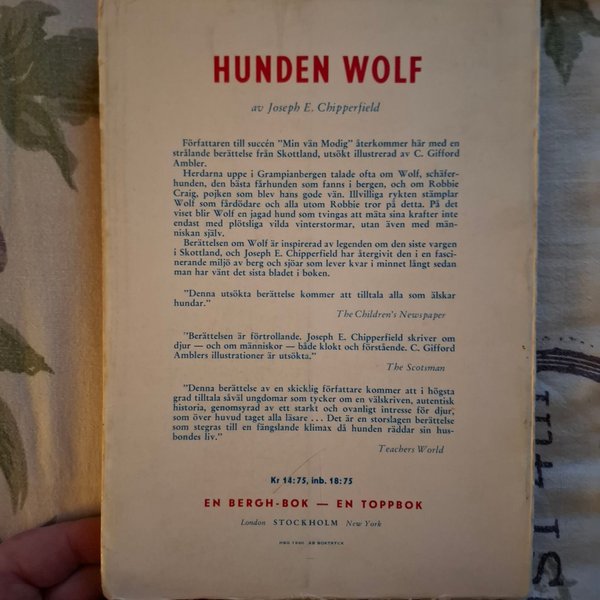 HUNDEN WOLF
av Joseph E. Chipperfield
Författaren till succén "Min vän Modig" återkommer här med en
strålande berättelse från Skottland, utsökt illustrerad av C. Gifford
Ambler.
Herdarna uppe i Grampianbergen talade ofta om Wolf, schäfer-
hunden, den bästa fårhunden som fanns i bergen, och om Robbie
Craig, pojken som blev hans gode vän. Illvilliga rykten stämplar
Wolf som fårdödare och alla utom Robbie tror på detta. På det
viset blir Wolf en jagad hund som tvingas att mäta sina krafter inte
endast med plötsliga vilda vinterstormar, utan även med män-
niskan själv.
Berättelsen om Wolf är inspirerad av legenden om den siste vargen
i Skottland, och Joseph E. Chipperfield har återgivit den i en fasci-
nerande miljö av berg och sjöar som lever kvar i minnet långt sedan
man har vänt det sista bladet i boken.
"Denna utsökta berättelse kommer att tilltala alla som älskar
hundar."
The Children's Newspaper
"Berättelsen är förtrollande. Joseph E. Chipperfield skriver om
djur — och om människor — både klokt och förstående. C. Gifford
Amblers illustrationer är utsökta."
The Scotsman
"Denna berättelse av en skicklig författare kommer att i högsta
grad tilltala såväl ungdomar som tycker om en välskriven, autentisk
historia, genomsyrad av ett starkt och ovanligt intresse för djur,
som över huvud taget alla läsare ... Det är en storslagen berättelse
som stegras till en fängslande klimax då hunden räddar sin hus-
bondes liv."
Teachers World
Kr 14:75, inb. 18:75
EN BERGH-BOK — EN TOPPBOK
London STOCKHOLM New York